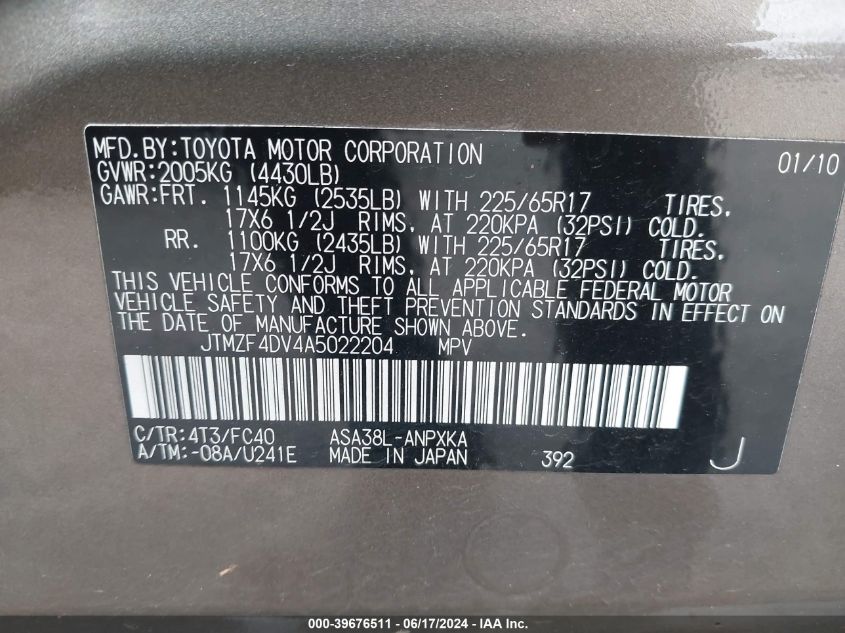 MFD.BY:TOYOTA MOTOR CORPORATION 01/10
GVWR:2005KG (4430LB)
GAWR:FRT. 1145KG (2535LB) WITH 225/65R17 TIRES,
17X6 1/2J RIMS, AT 220KPA (32PSI) COLD.
RR. 1100KG (2435LB) WITH 225/65R17 TIRES,
17X6 1/2J RIMS, AT 220KPA (32PSI) COLD.
THIS VEHICLE CONFORMS TO ALL APPLICABLE FEDERAL MOTOR
VEHICLE SAFETY AND THEFT PREVENTION STANDARDS IN EFFECT ON
THE DATE OF MANUFACTURE SHOWN ABOVE.
JTMZF4DV4A5022204 MPV
C/TR:4T3/FC40 ASA38L-ANPXKA
A/TM:-08A/U241E MADE IN JAPAN 392 J
000-39676511 - 06/17/2024 - IAA Inc.